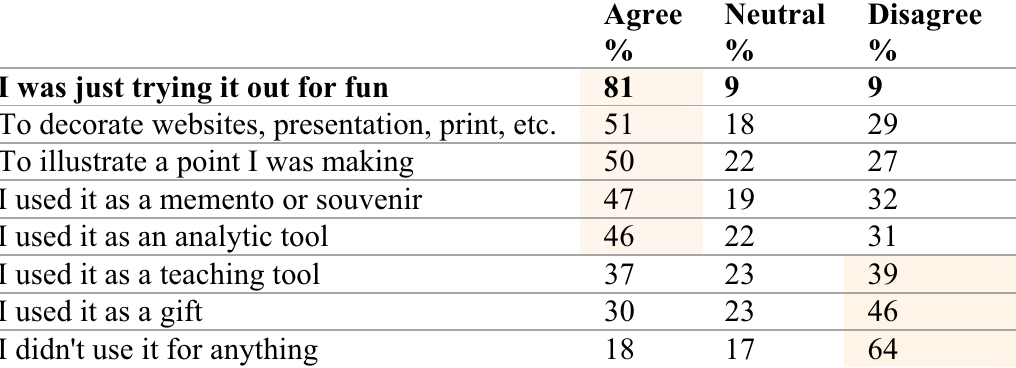 Agree Neutral Disagree
% % %
I was just trying it out for fun 81 9 9
To decorate websites, presentation, print, etc. 51 18 29
To illustrate a point I was making 50 22 27
I used it as a memento or souvenir 47 19 32
I used it as an analytic tool 46 22 31
I used it as a teaching tool 37 23 39
I used it as a gift 30 23 46
I didn't use it for anything 18 17 64